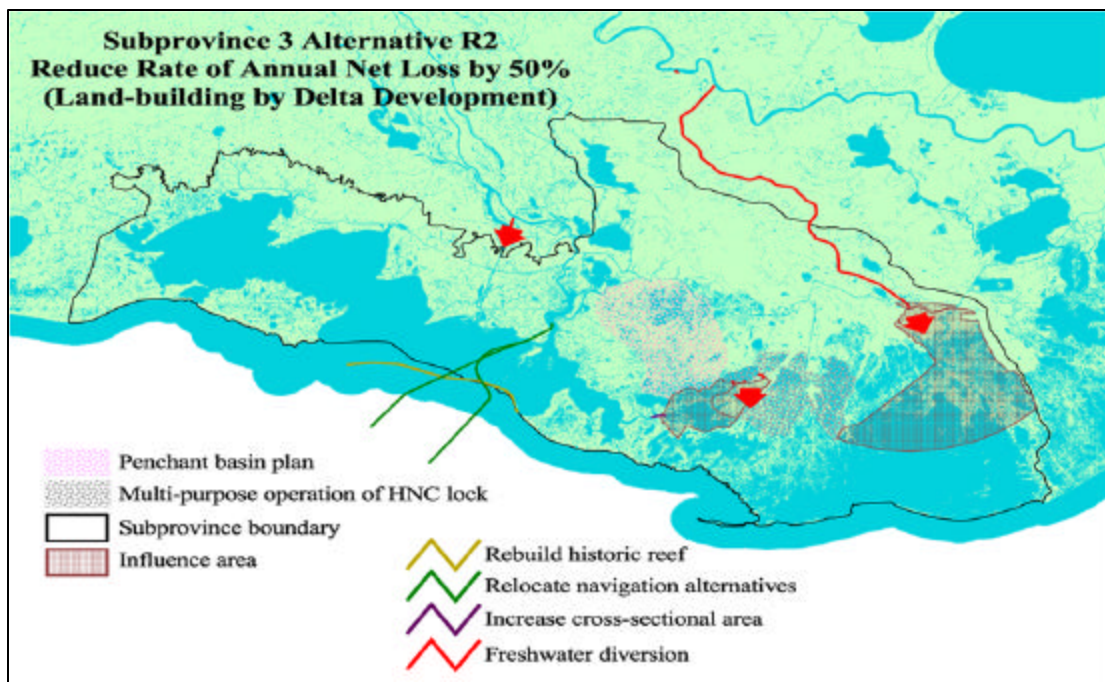 Subprovince 3 Alternative R2
Reduce Rate of Annual Net Loss by 50%
(Land-building by Delta Development)
Penchant basin plan
Multi-purpose operation of HNC lock
Subprovince boundary
Influence area
Rebuild historic reef
Relocate navigation alternatives
Increase cross-sectional area
Freshwater diversion